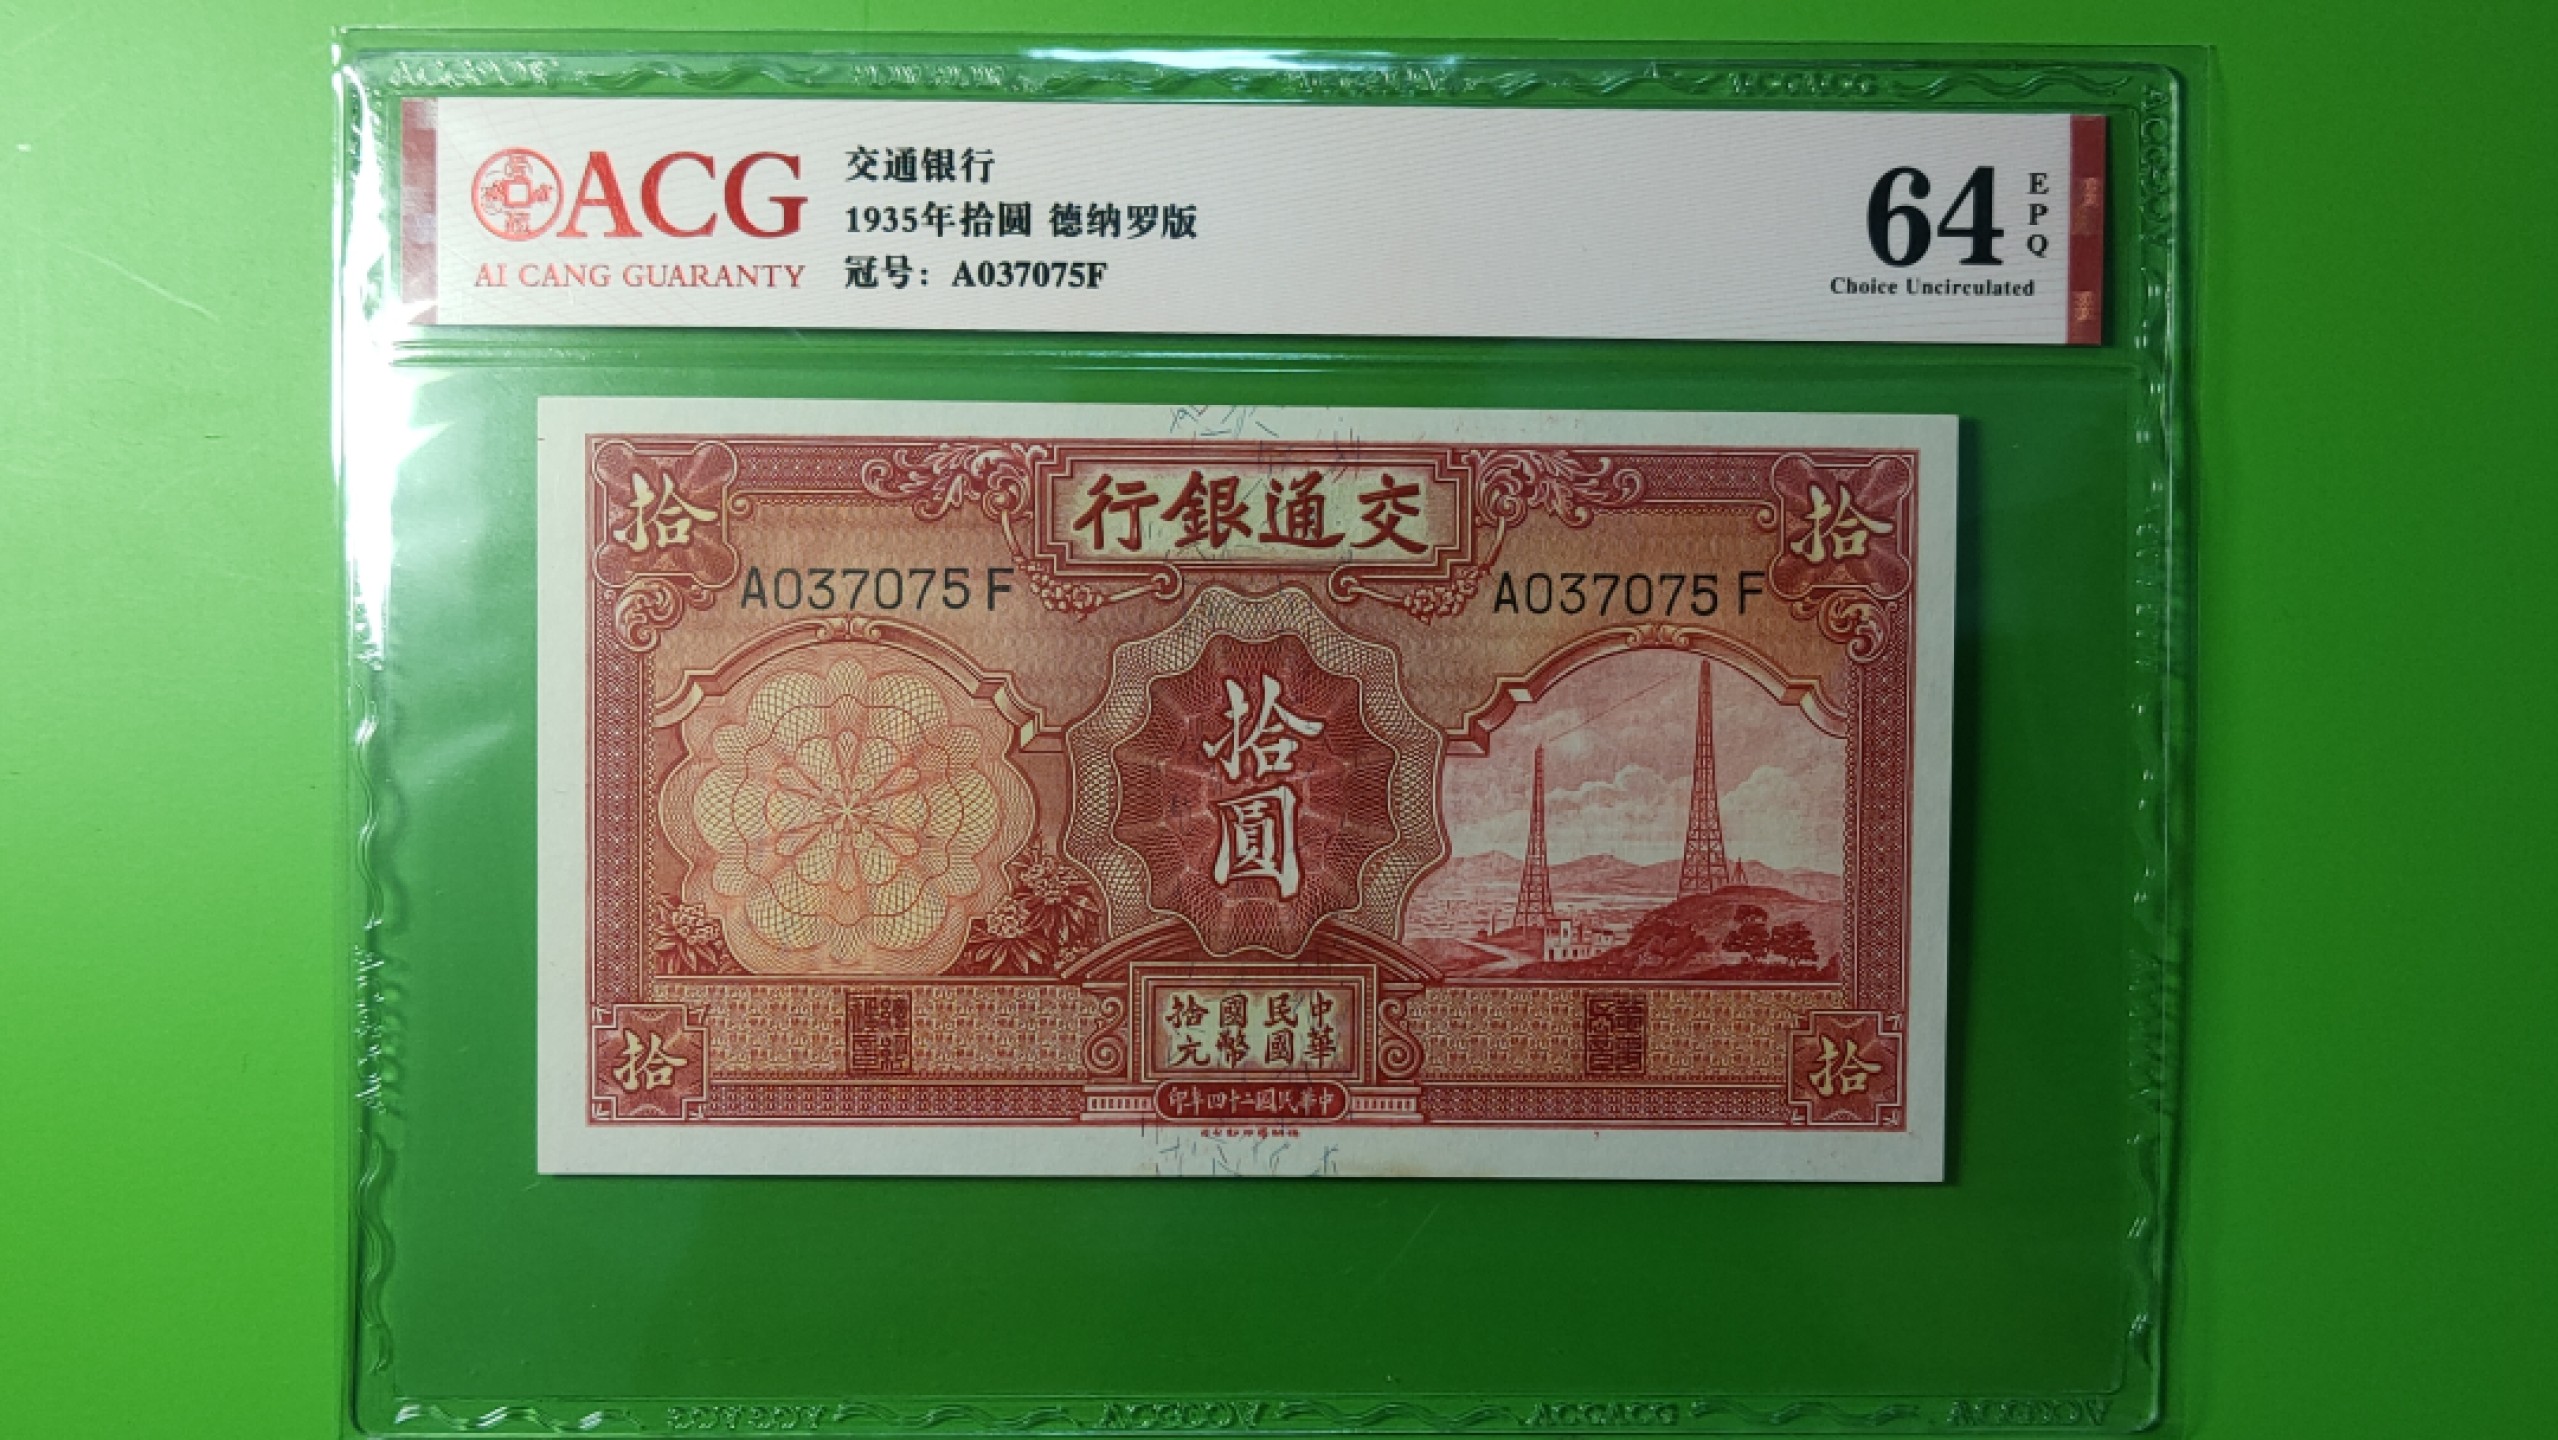 ACG
AI CANG GUARANTY
交通银行
1935年拾圆 德纳罗版
冠号：A037075F
64
EPQ
Choice Uncirculated
行銀通交
拾
拾
A037075F
A037075F
拾圓
中華民國國幣拾元
印年四十二國民華中
拾
拾